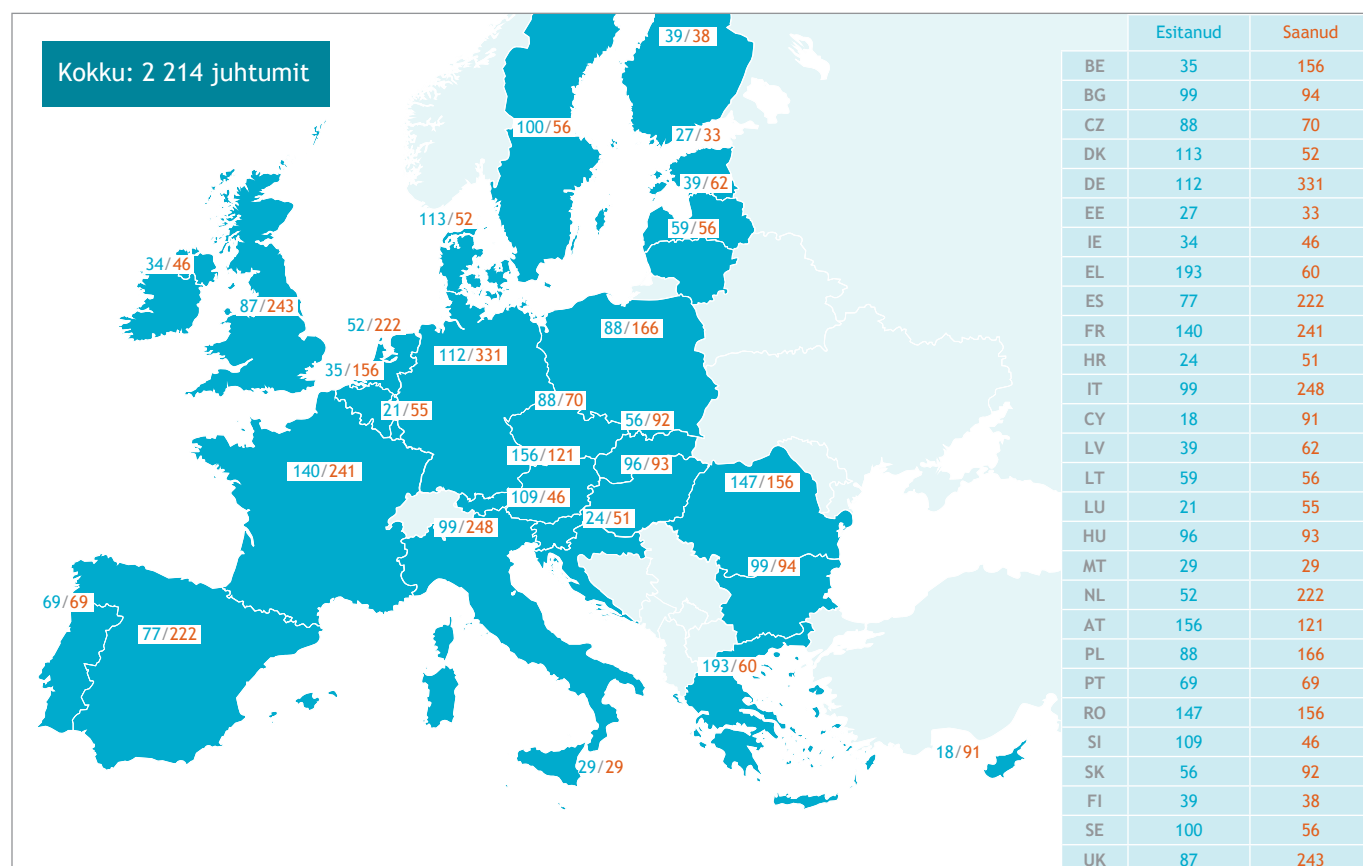 Kokku: 2 214 juhtumit
39/38
100/56
27/33
39/62
113/52
59/56
34/46
87/243
52/222
88/166
112/331
35/156
88/70
21/55
56/92
156/121
96/93
140/241
147/156
109/46
24/51
99/248
99/94
69/69
77/222
193/60
18/91
29/29
Esitanud Saanud
BE 35 156
BG 99 94
CZ 88 70
DK 113 52
DE 112 331
EE 27 33
IE 34 46
EL 193 60
ES 77 222
FR 140 241
HR 24 51
IT 99 248
CY 18 91
LV 39 62
LT 59 56
LU 21 55
HU 96 93
MT 29 29
NL 52 222
AT 156 121
PL 88 166
PT 69 69
RO 147 156
SI 109 46
SK 56 92
FI 39 38
SE 100 56
UK 87 243